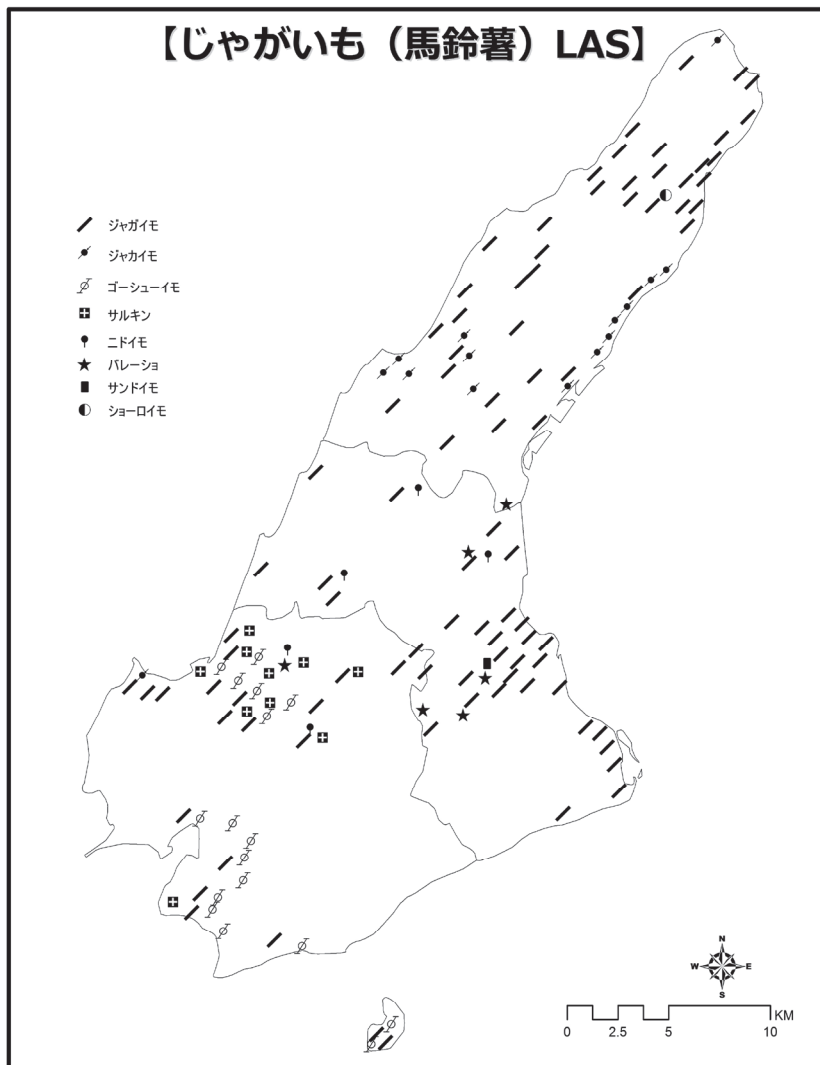 【じゃがいも（馬鈴薯）LAS】
ジャガイモ
ジャカイモ
ゴーシューイモ
サルキン
ニドイモ
バレーショ
サンドイモ
ショーロイモ
N
W E
S
KM
0 2.5 5 10